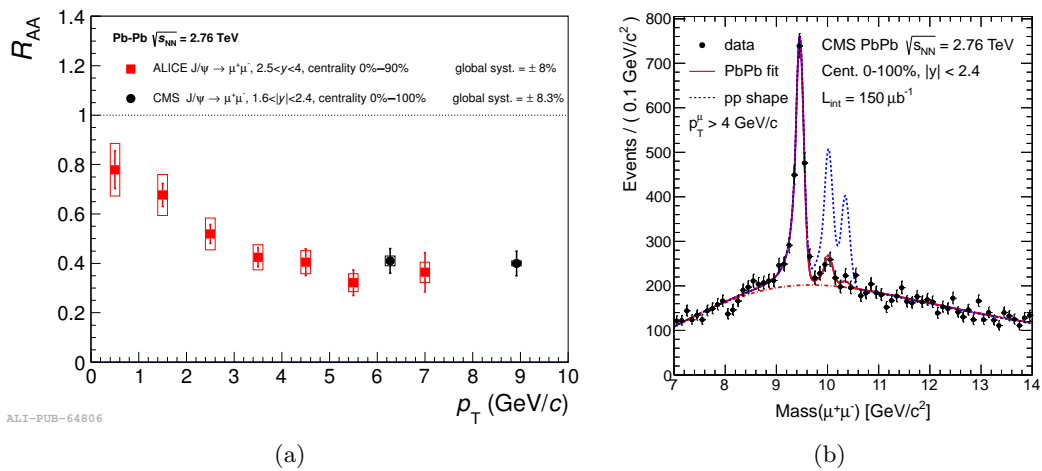 R_AA
1.4
1.2
1
0.8
0.6
0.4
0.2
0
Pb-Pb √s_NN = 2.76 TeV
ALICE J/ψ → μ⁺μ⁻, 2.5<y<4, centrality 0%−90% global syst. = ± 8%
CMS J/ψ → μ⁺μ⁻, 1.6<|y|<2.4, centrality 0%−100% global syst. = ± 8.3%
0 1 2 3 4 5 6 7 8 9 10
p_T (GeV/c)
ALI-PUB-64806
(a)
Events / ( 0.1 GeV/c² )
800
700
600
500
400
300
200
100
0
data
PbPb fit
pp shape
p_T^μ > 4 GeV/c
CMS PbPb √s_NN = 2.76 TeV
Cent. 0-100%, |y| < 2.4
L_int = 150 μb⁻¹
7 8 9 10 11 12 13 14
Mass(μ⁺μ⁻) [GeV/c²]
(b)